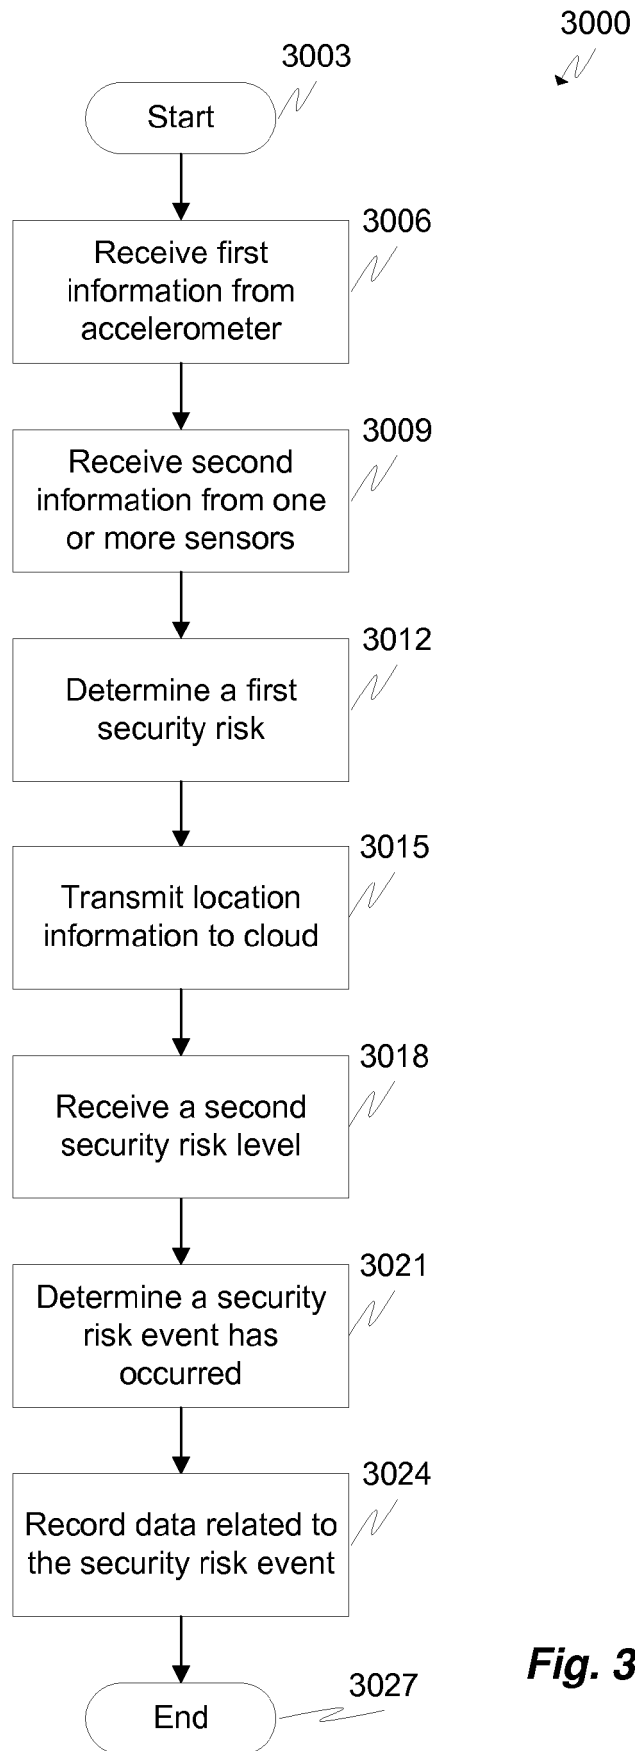 3000
3003
Start
3006
Receive first
information from
accelerometer
3009
Receive second
information from one
or more sensors
3012
Determine a first
security risk
3015
Transmit location
information to cloud
3018
Receive a second
security risk level
3021
Determine a security
risk event has
occurred
3024
Record data related to
the security risk event
Fig. 3
3027
End